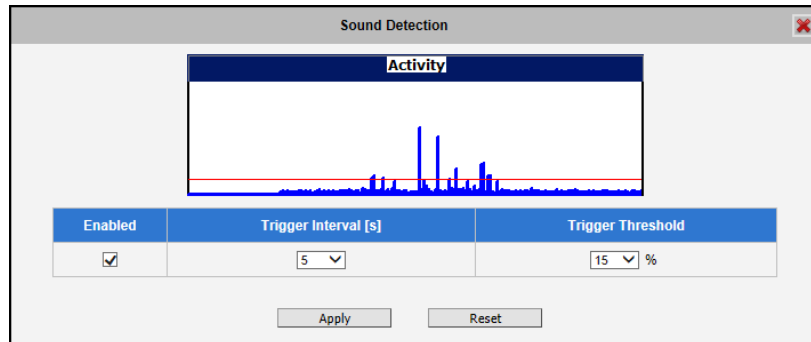 Sound Detection
Activity
Enabled Trigger Interval [s] Trigger Threshold
5 15 %
Apply Reset